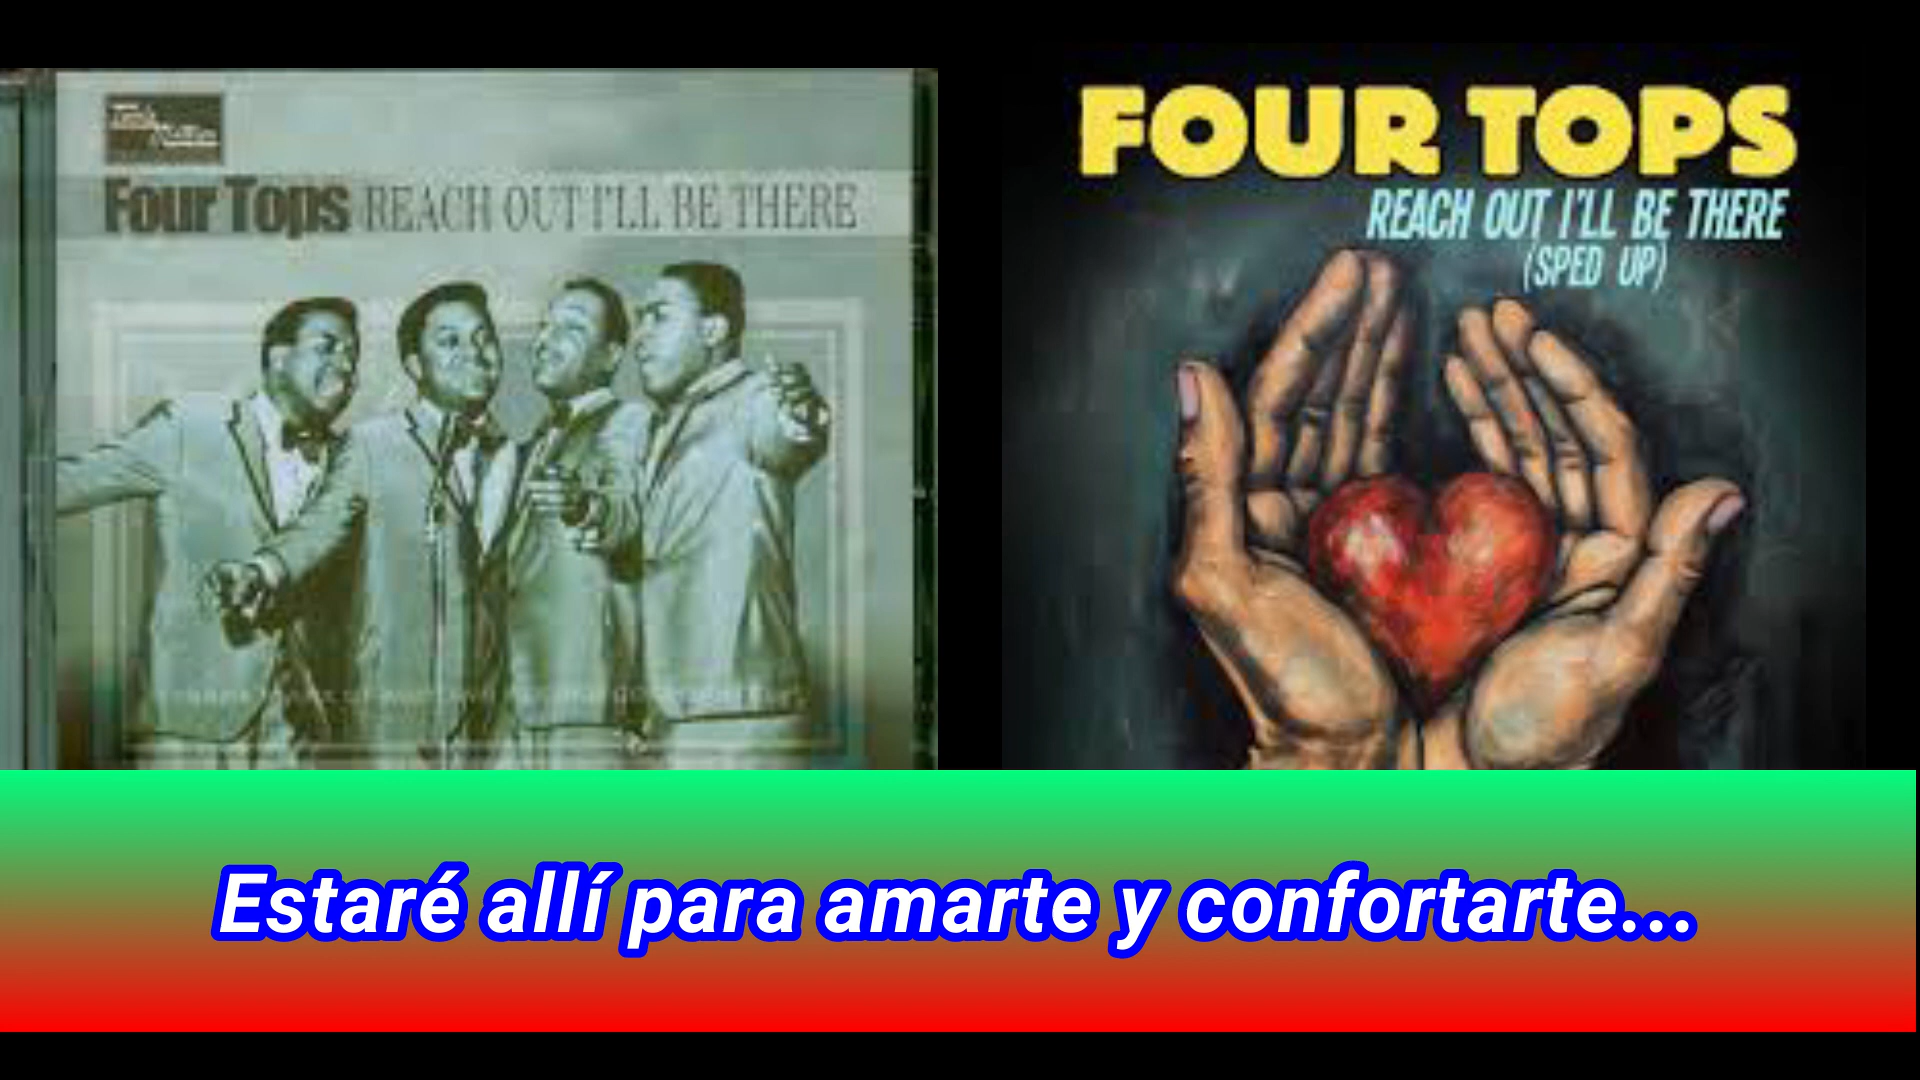 Four Tops REACH OUT I'LL BE THERE
FOUR TOPS
REACH OUT I'LL BE THERE
(SPED UP)
Estaré allí para amarte y confortarte...